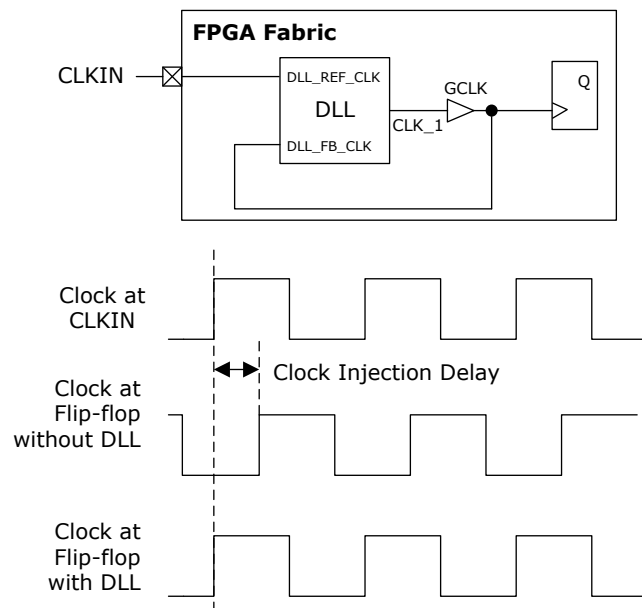 FPGA Fabric
CLKIN
DLL_REF_CLK
DLL
DLL_FB_CLK
CLK_1
GCLK
Q
Clock at
CLKIN
Clock Injection Delay
Clock at
Flip-flop
without DLL
Clock at
Flip-flop
with DLL